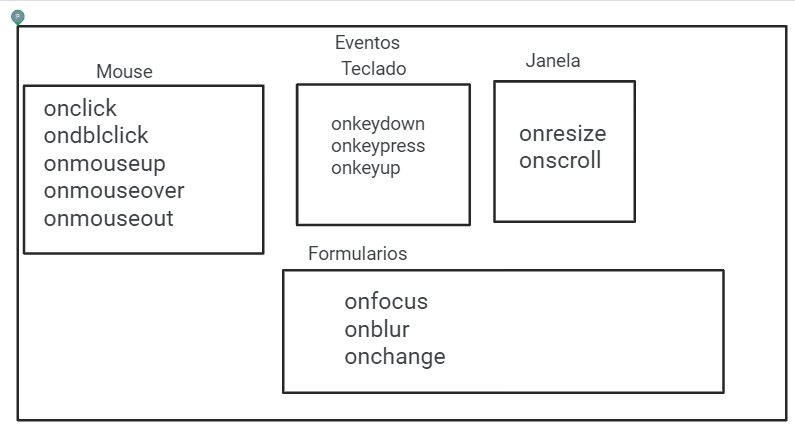 Eventos
Mouse
onclick
ondblclick
onmouseup
onmouseover
onmouseout
Teclado
onkeydown
onkeypress
onkeyup
Janela
onresize
onscroll
Formularios
onfocus
onblur
onchange